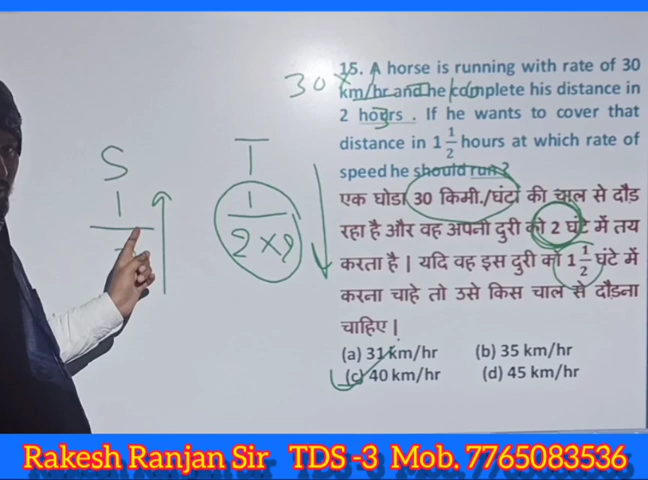 30 x
15. A horse is running with rate of 30
km/hr and he complete his distance in
2 hours . If he wants to cover that
distance in 1 1/2 hours at which rate of
speed he should run ?
S
T
1
1
2 x 2
एक घोडा 30 किमी./घंटा की चाल से दौड़
रहा है और वह अपनी दुरी को 2 घंटे में तय
करता है | यदि वह इस दुरी को 1 1/2 घंटे में
करना चाहे तो उसे किस चाल से दौड़ना
चाहिए |
(a) 31 km/hr (b) 35 km/hr
(c) 40 km/hr (d) 45 km/hr
Rakesh Ranjan Sir TDS -3 Mob. 7765083536